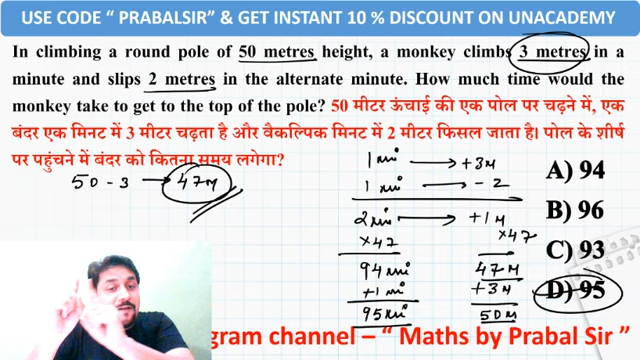 USE CODE “ PRABALSIR” & GET INSTANT 10 % DISCOUNT ON UNACADEMY
In climbing a round pole of 50 metres height, a monkey climbs 3 metres in a
minute and slips 2 metres in the alternate minute. How much time would the
monkey take to get to the top of the pole? 50 मीटर ऊंचाई की एक पोल पर चढ़ने में, एक
बंदर एक मिनट में 3 मीटर चढ़ता है और वैकल्पिक मिनट में 2 मीटर फिसल जाता है। पोल के शीर्ष
पर पहुंचने में बंदर को कितना समय लगेगा?
50 - 3 → 47M
1 mi → +3M
1 mi - 2
2 mi → +1M
×47 ×47
94 mi 47M
+1 mi +3M
95 mi 50M
A) 94
B) 96
C) 93
D) 95
gram channel – “ Maths by Prabal Sir ”